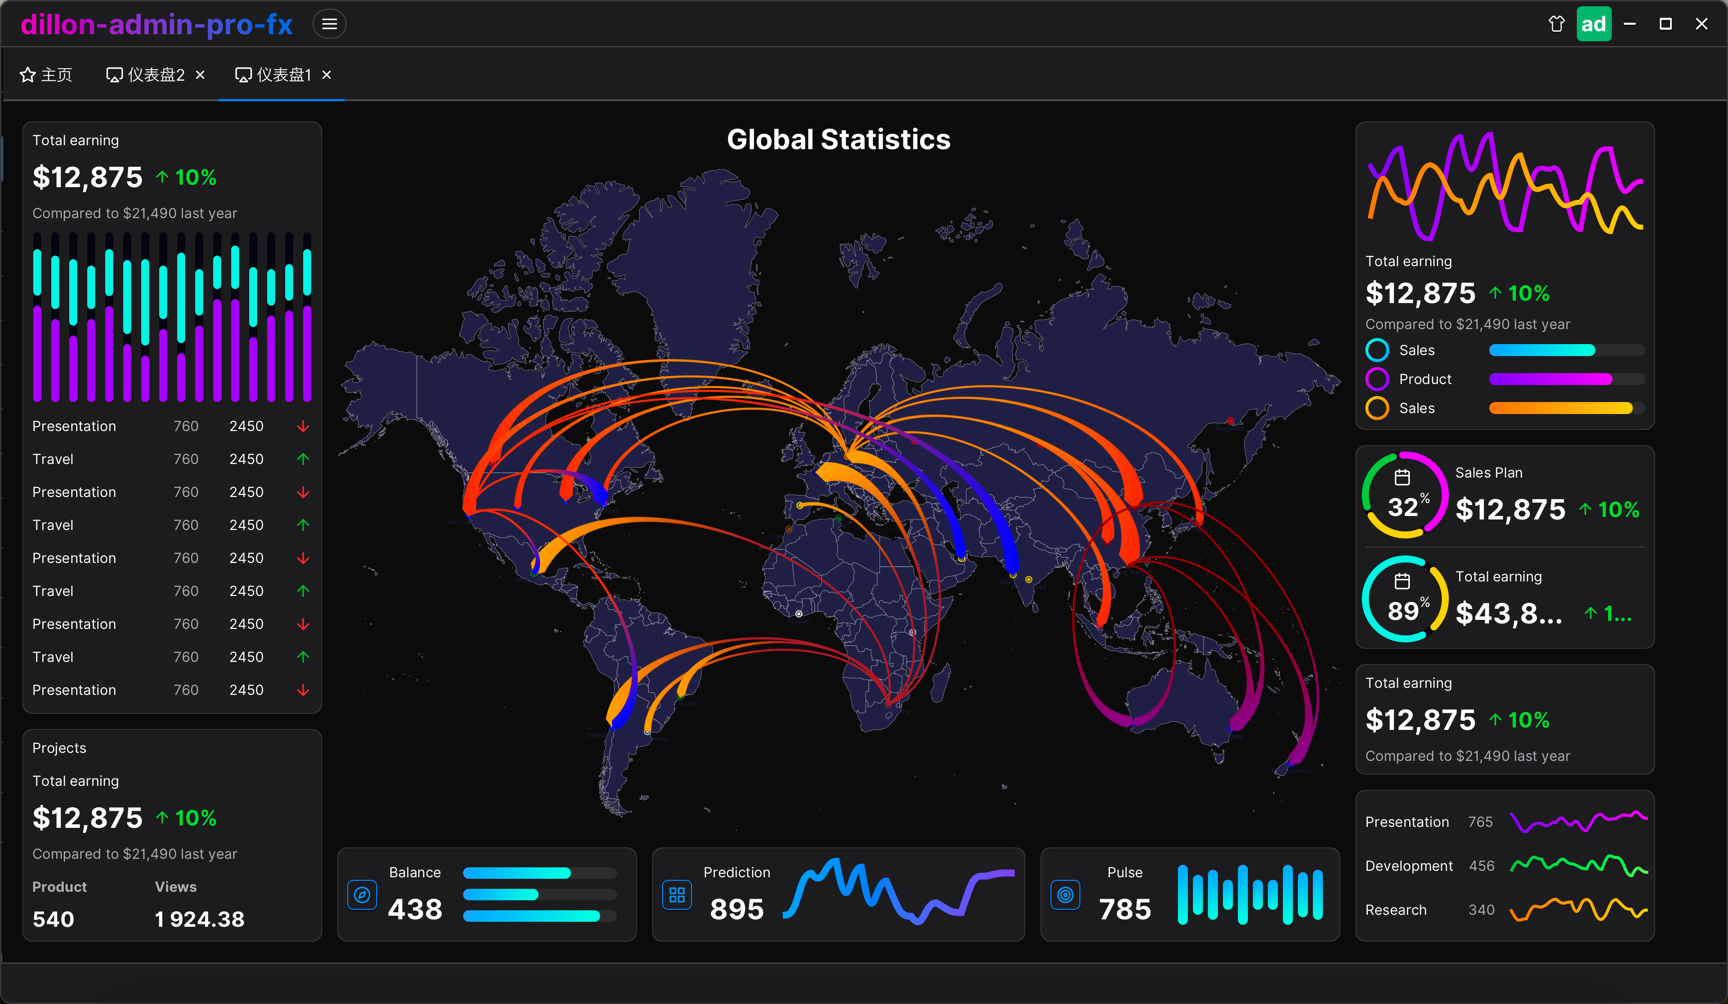 dillon-admin-pro-fx
ad
主页
仪表盘2
仪表盘1
Total earning
$12,875 ↑ 10%
Compared to $21,490 last year
Presentation 760 2450 ↓
Travel 760 2450 ↑
Presentation 760 2450 ↓
Travel 760 2450 ↑
Presentation 760 2450 ↓
Travel 760 2450 ↑
Presentation 760 2450 ↓
Travel 760 2450 ↑
Presentation 760 2450 ↓
Projects
Total earning
$12,875 ↑ 10%
Compared to $21,490 last year
Product Views
540 1 924.38
Global Statistics
Balance
438
Prediction
895
Pulse
785
Total earning
$12,875 ↑ 10%
Compared to $21,490 last year
Sales
Product
Sales
32%
Sales Plan
$12,875 ↑ 10%
89%
Total earning
$43,8... ↑ 1...
Total earning
$12,875 ↑ 10%
Compared to $21,490 last year
Presentation 765
Development 456
Research 340